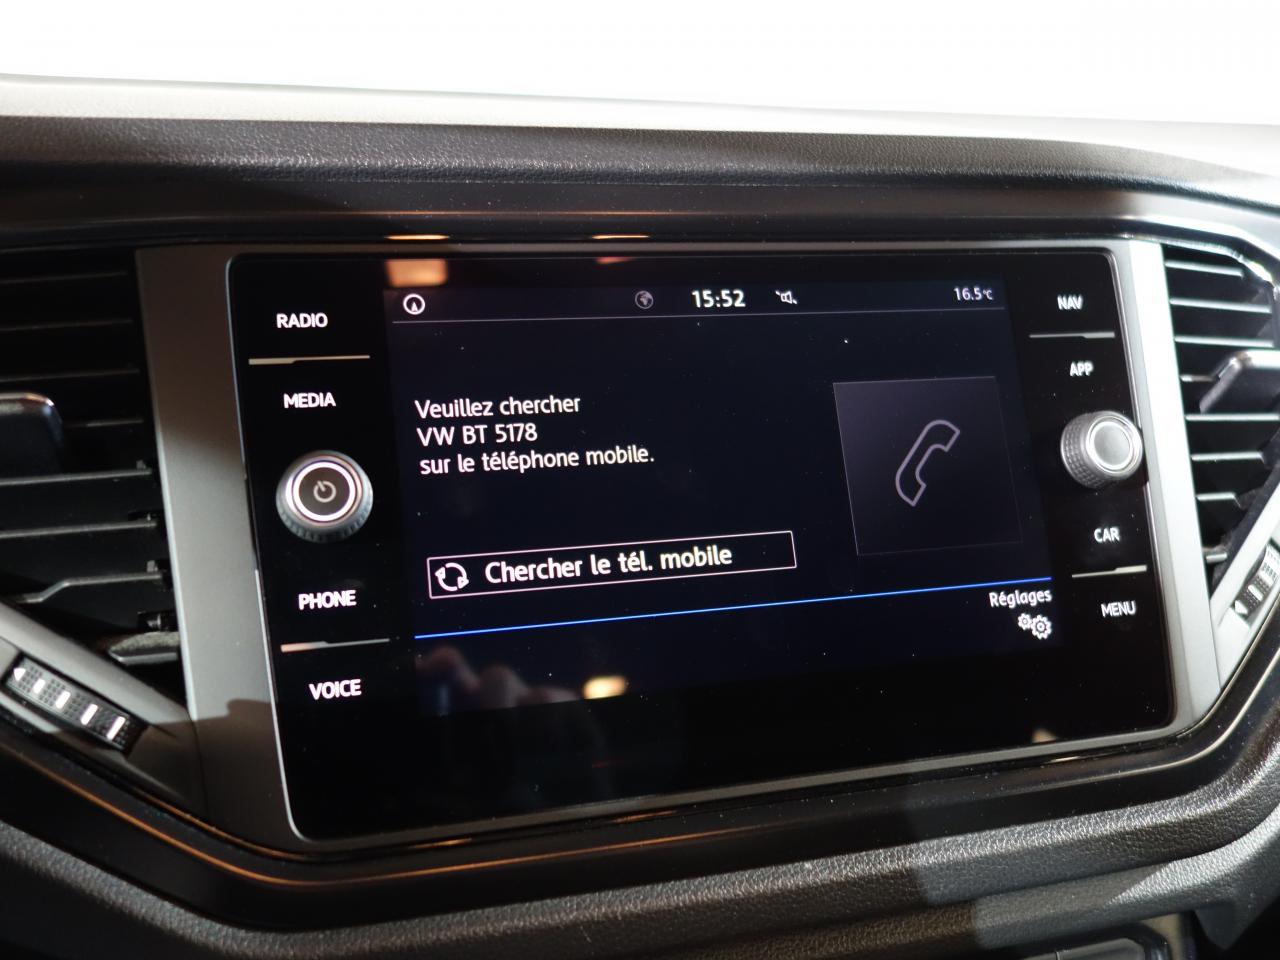 RADIO
MEDIA
PHONE
VOICE
15:52
16.5°C
Veuillez chercher
VW BT 5178
sur le téléphone mobile.
Chercher le tél. mobile
Réglages
NAV
APP
CAR
MENU